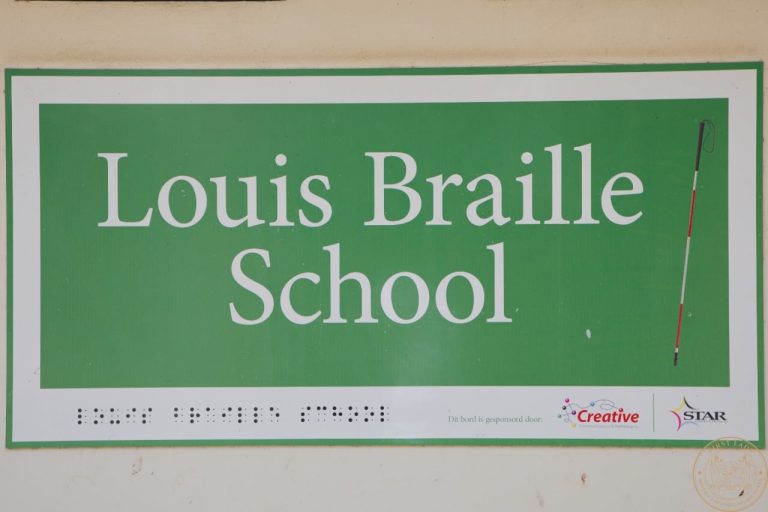 Louis Braille
School
Dit bord is gesponsord door:
Creative
STAR